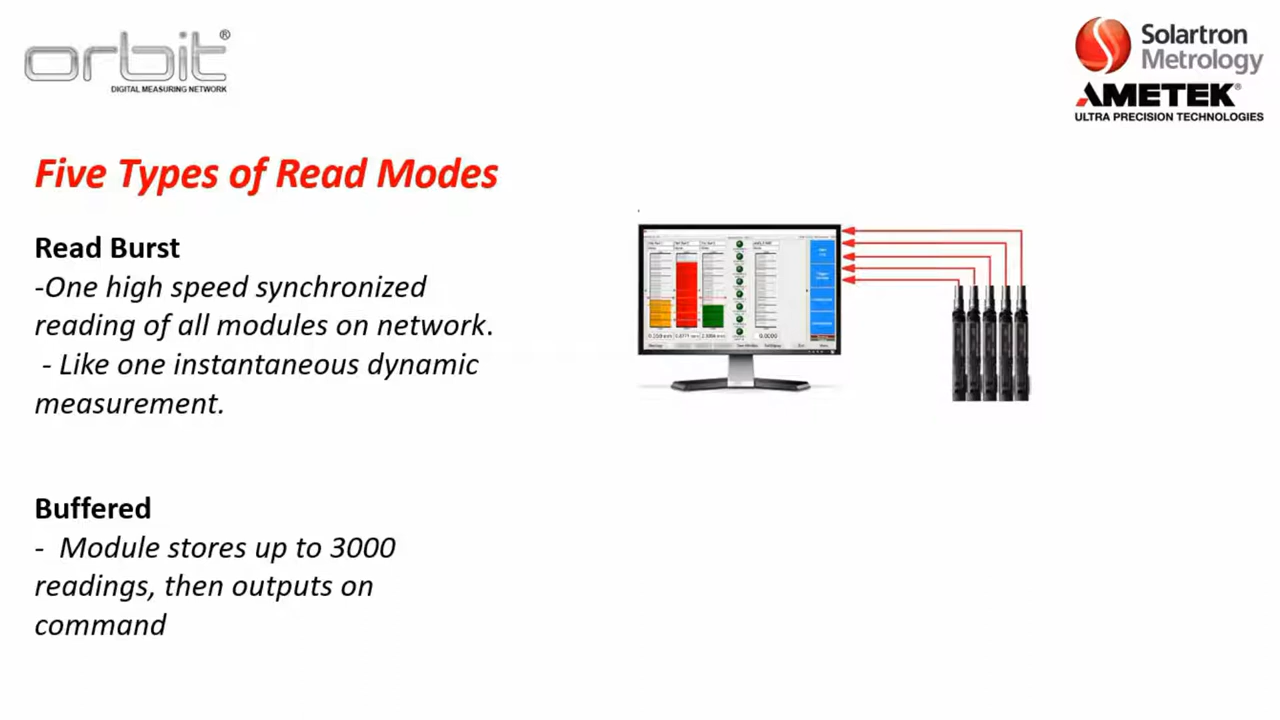 orbit®
DIGITAL MEASURING NETWORK
Solartron
Metrology
AMETEK®
ULTRA PRECISION TECHNOLOGIES
Five Types of Read Modes
Read Burst
-One high speed synchronized
reading of all modules on network.
- Like one instantaneous dynamic
measurement.
Buffered
- Module stores up to 3000
readings, then outputs on
command